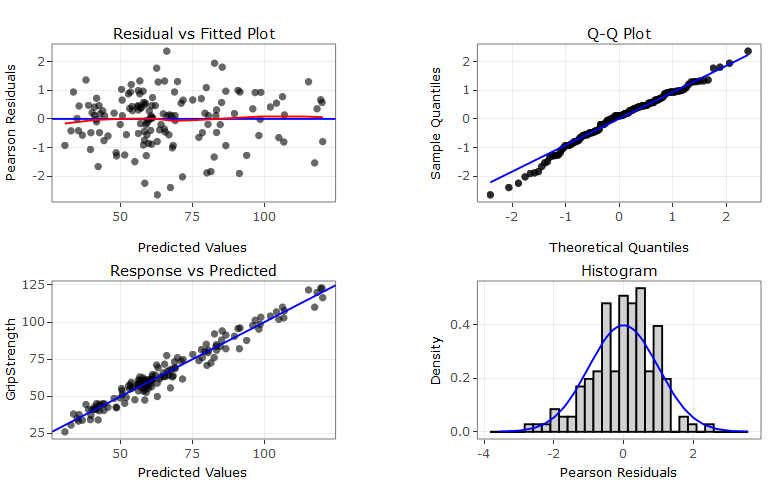 Residual vs Fitted Plot
Pearson Residuals
2
1
0
-1
-2
50
100
Predicted Values
Q-Q Plot
Sample Quantiles
2
1
0
-1
-2
-2
-1
0
1
2
Theoretical Quantiles
Response vs Predicted
GripStrength
125
100
75
50
25
50
100
Predicted Values
Histogram
Density
0.4
0.2
0.0
-4
-2
0
2
Pearson Residuals